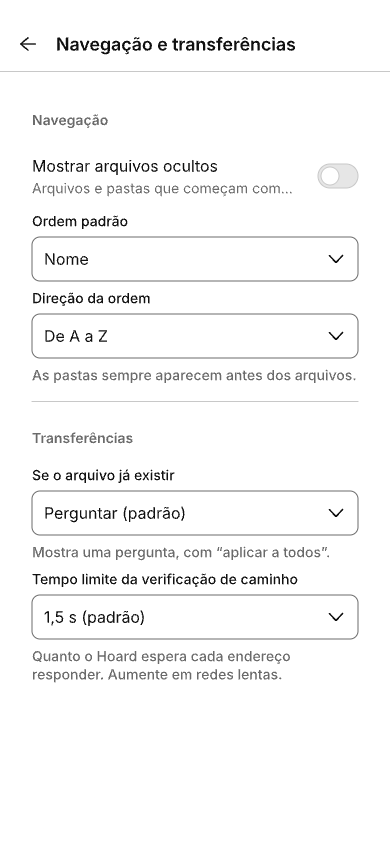 Navegação e transferências
Navegação
Mostrar arquivos ocultos
Arquivos e pastas que começam com...
Ordem padrão
Nome
Direção da ordem
De A a Z
As pastas sempre aparecem antes dos arquivos.
Transferências
Se o arquivo já existir
Perguntar (padrão)
Mostra uma pergunta, com “aplicar a todos”.
Tempo limite da verificação de caminho
1,5 s (padrão)
Quanto o Hoard espera cada endereço
responder. Aumente em redes lentas.